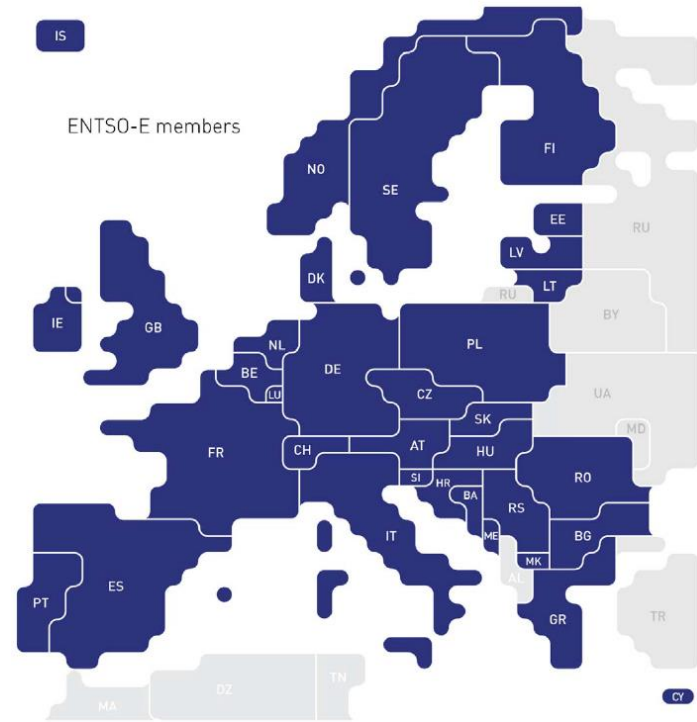 IS
ENTSO-E members
NO
SE
FI
EE
RU
LV
DK
LT
RU
IE
GB
BY
NL
PL
BE
DE
LU
CZ
UA
SK
MD
FR
CH
AT
HU
SI
HR
RO
BA
RS
IT
ME
BG
MK
AL
ES
PT
GR
TR
TN
DZ
CY
MA